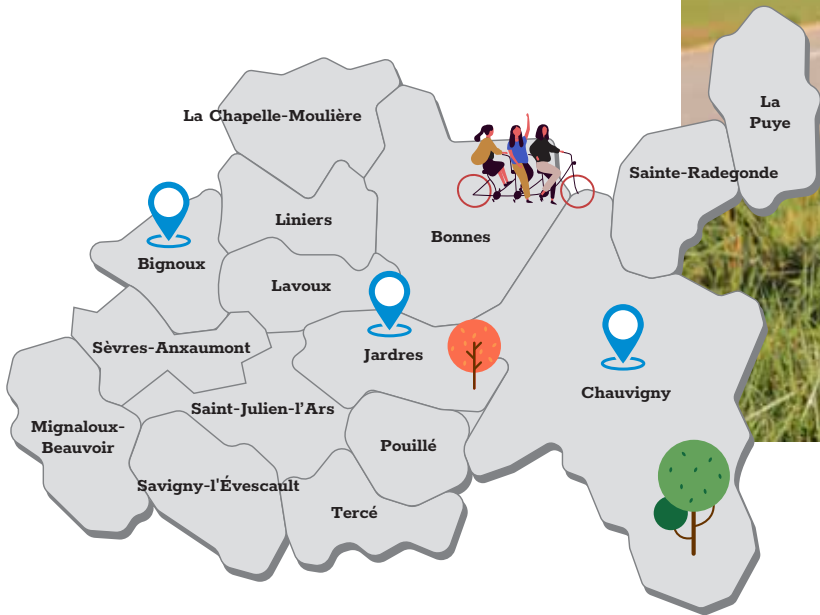 La
Puye
La Chapelle-Moulière
Sainte-Radegonde
Liniers
Bonnes
Bignoux
Lavoux
Sèvres-Anxaumont
Jardres
Chauvigny
Saint-Julien-l'Ars
Mignaloux-
Beauvoir
Pouillé
Savigny-l'Évescault
Tercé